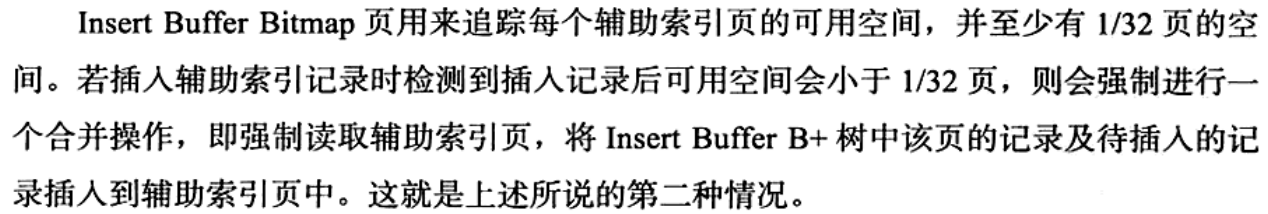 Insert Buffer Bitmap 页用来追踪每个辅助索引页的可用空间，并至少有 1/32 页的空
间。若插入辅助索引记录时检测到插入记录后可用空间会小于 1/32 页，则会强制进行一
个合并操作，即强制读取辅助索引页，将 Insert Buffer B+ 树中该页的记录及待插入的记
录插入到辅助索引页中。这就是上述所说的第二种情况。